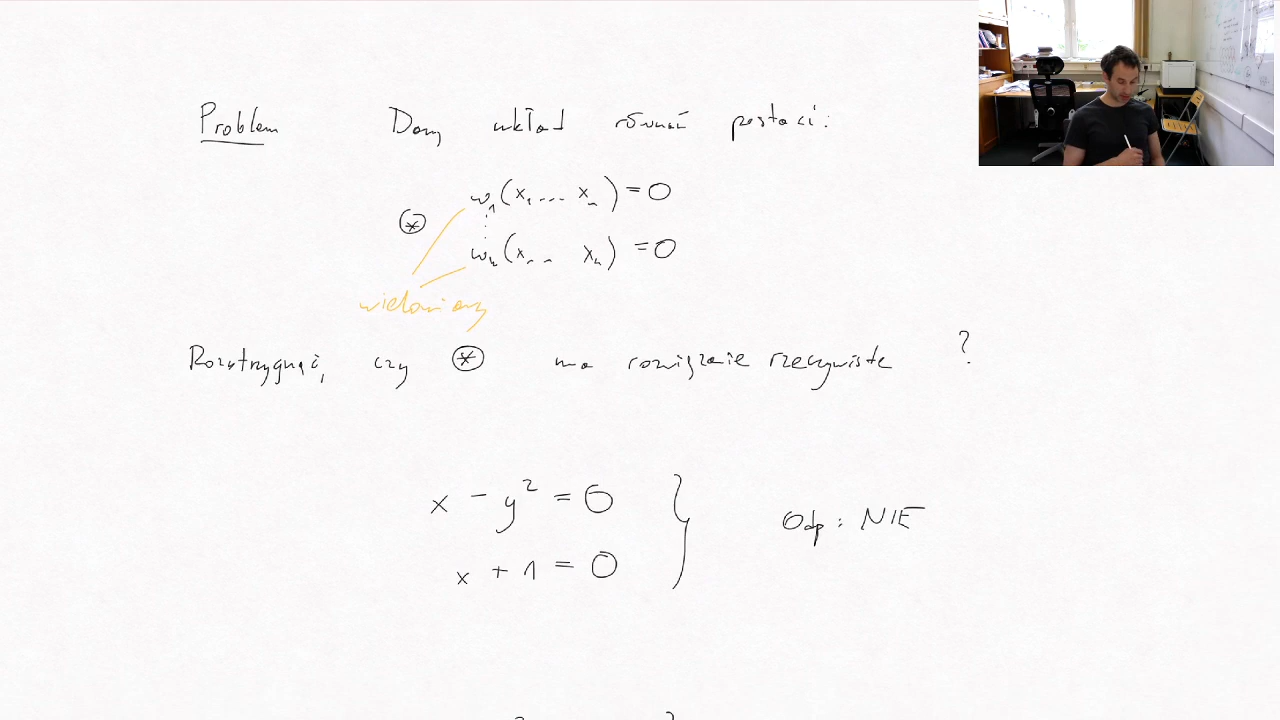 Problem Dany układ równań postaci:
w₁(x₁... xₙ) = 0
⊛
wₖ(x₁.. xₙ) = 0
wielomiany
Rozstrzygnąć, czy ⊛ ma rozwiązanie rzeczywiste ?
x - y² = 0
x + 1 = 0 } Odp: NIE